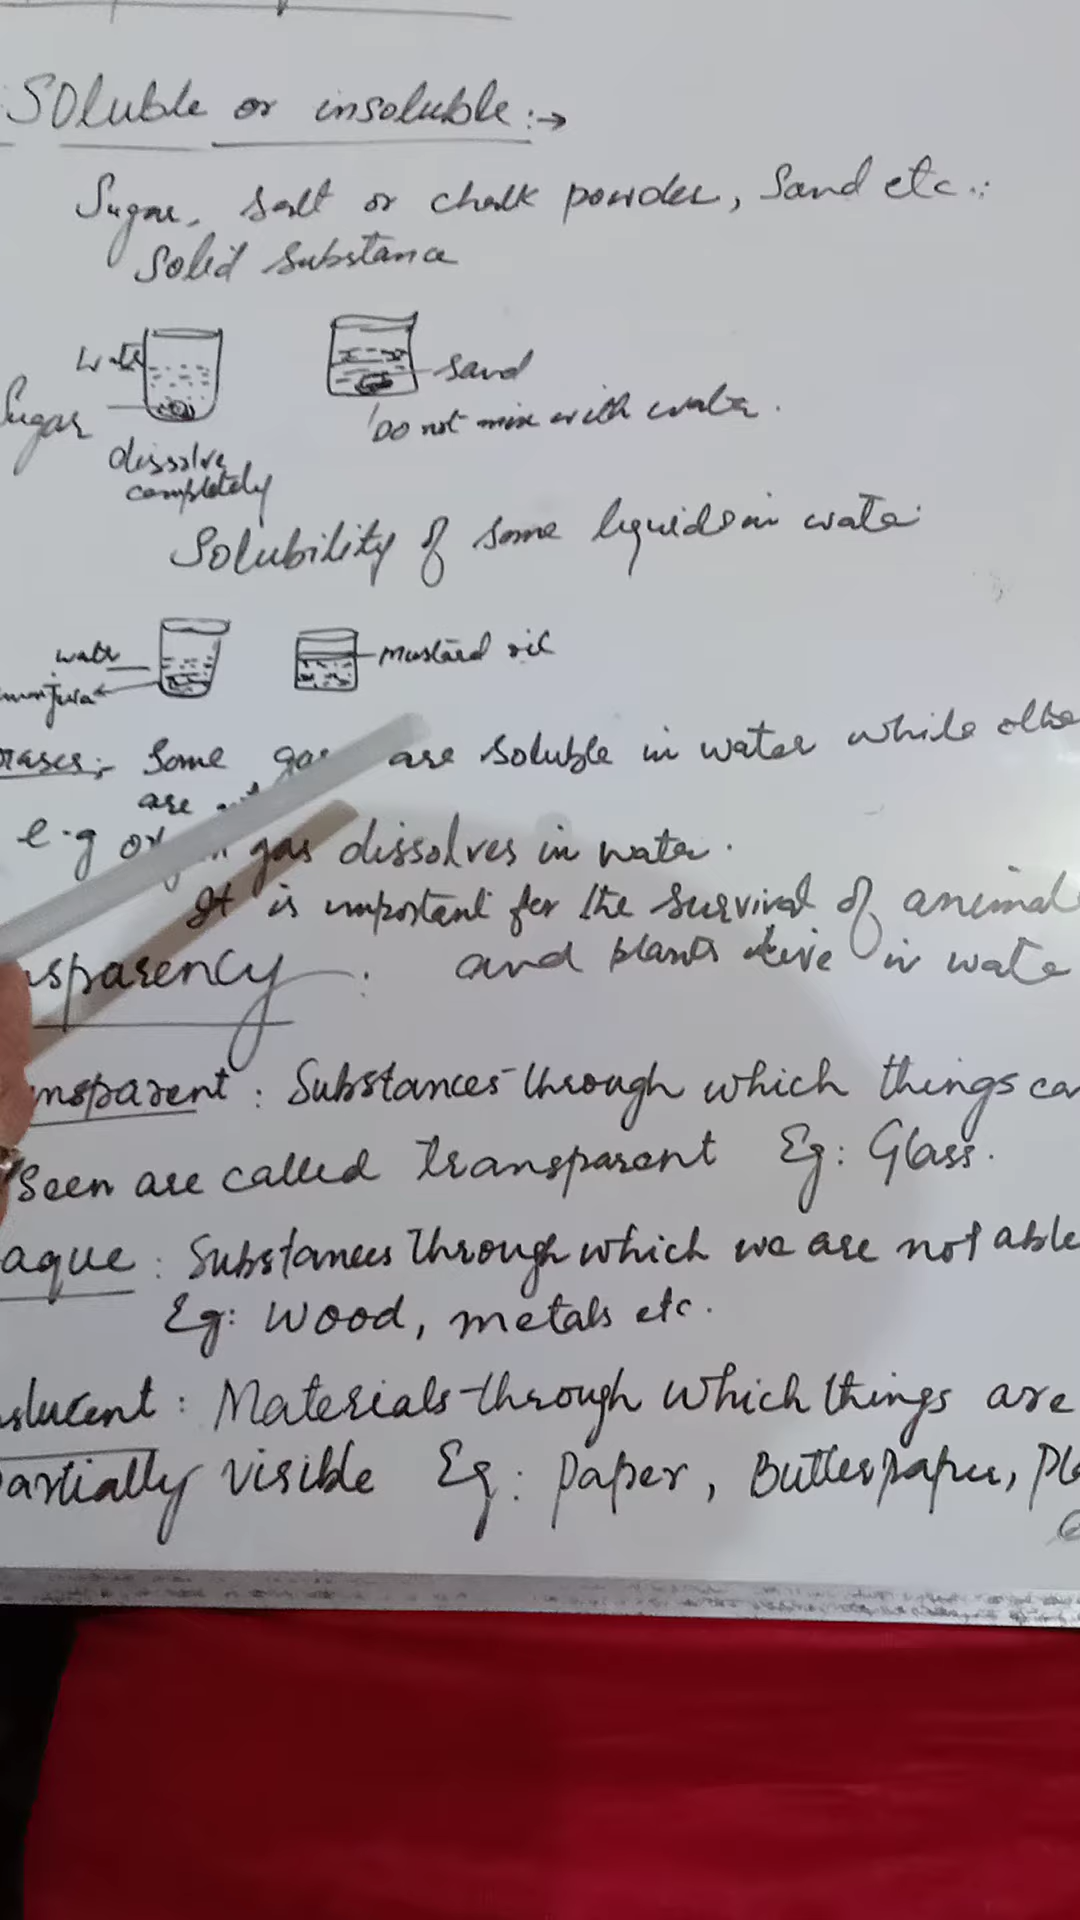 Soluble or insoluble :→
Sugar, salt or chalk powder, Sand etc.:
Solid substance
Sugar
dissolve
completely
sand
Do not mix with water.
Solubility of some liquids in water
water
mustard oil
Some are soluble in water while
are
e.g gas dissolves in water.
It is important for the survival of animal
and plants live in water
sparency :
nsparent : Substances through which things can
Seen are called transparent Eg: Glass.
aque : Substances through which we are not able
Eg: Wood, metals etc.
slucent : Materials through which things are
partially visible Eg: Paper, Butterpaper,